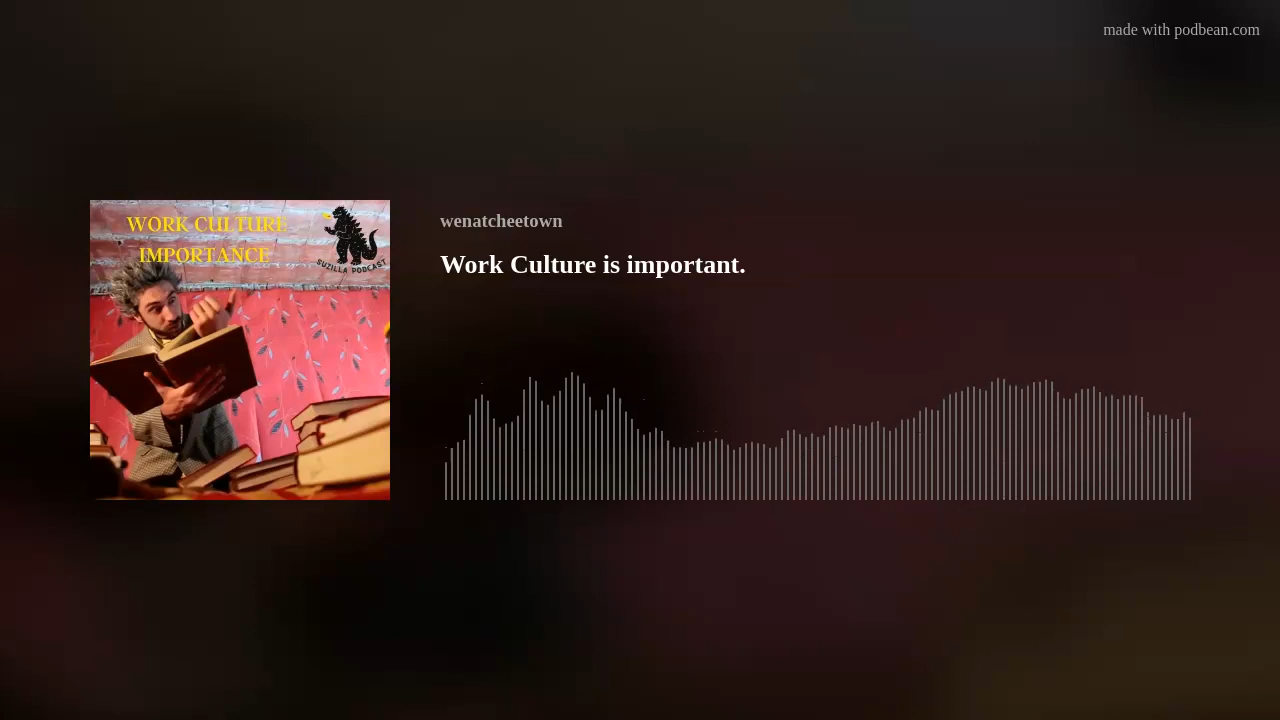 made with podbean.com
WORK CULTURE
IMPORTANCE
SUZILLA PODCAST
wenatcheetown
Work Culture is important.